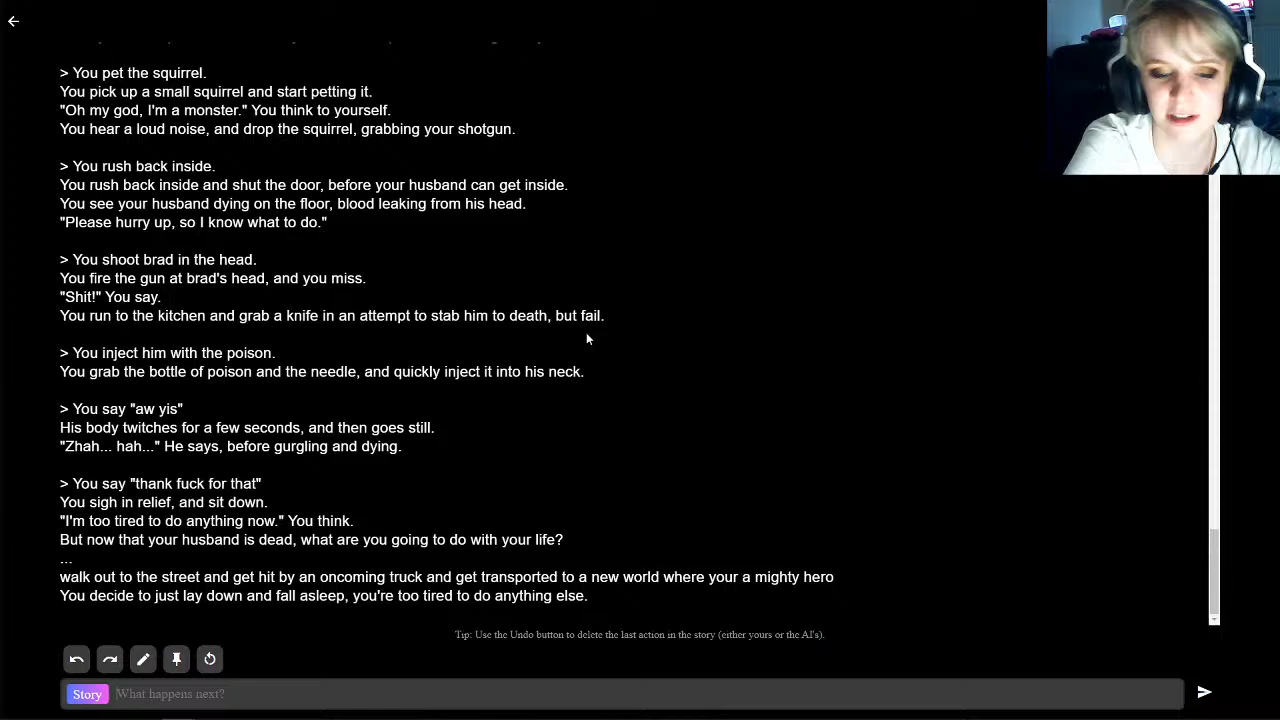 > You pet the squirrel.
You pick up a small squirrel and start petting it.
"Oh my god, I'm a monster." You think to yourself.
You hear a loud noise, and drop the squirrel, grabbing your shotgun.
> You rush back inside.
You rush back inside and shut the door, before your husband can get inside.
You see your husband dying on the floor, blood leaking from his head.
"Please hurry up, so I know what to do."
> You shoot brad in the head.
You fire the gun at brad's head, and you miss.
"Shit!" You say.
You run to the kitchen and grab a knife in an attempt to stab him to death, but fail.
> You inject him with the poison.
You grab the bottle of poison and the needle, and quickly inject it into his neck.
> You say "aw yis"
His body twitches for a few seconds, and then goes still.
"Zhah... hah..." He says, before gurgling and dying.
> You say "thank fuck for that"
You sigh in relief, and sit down.
"I'm too tired to do anything now." You think.
But now that your husband is dead, what are you going to do with your life?
...
walk out to the street and get hit by an oncoming truck and get transported to a new world where your a mighty hero
You decide to just lay down and fall asleep, you're too tired to do anything else.
Tip: Use the Undo button to delete the last action in the story (either yours or the AI's).
Story What happens next?